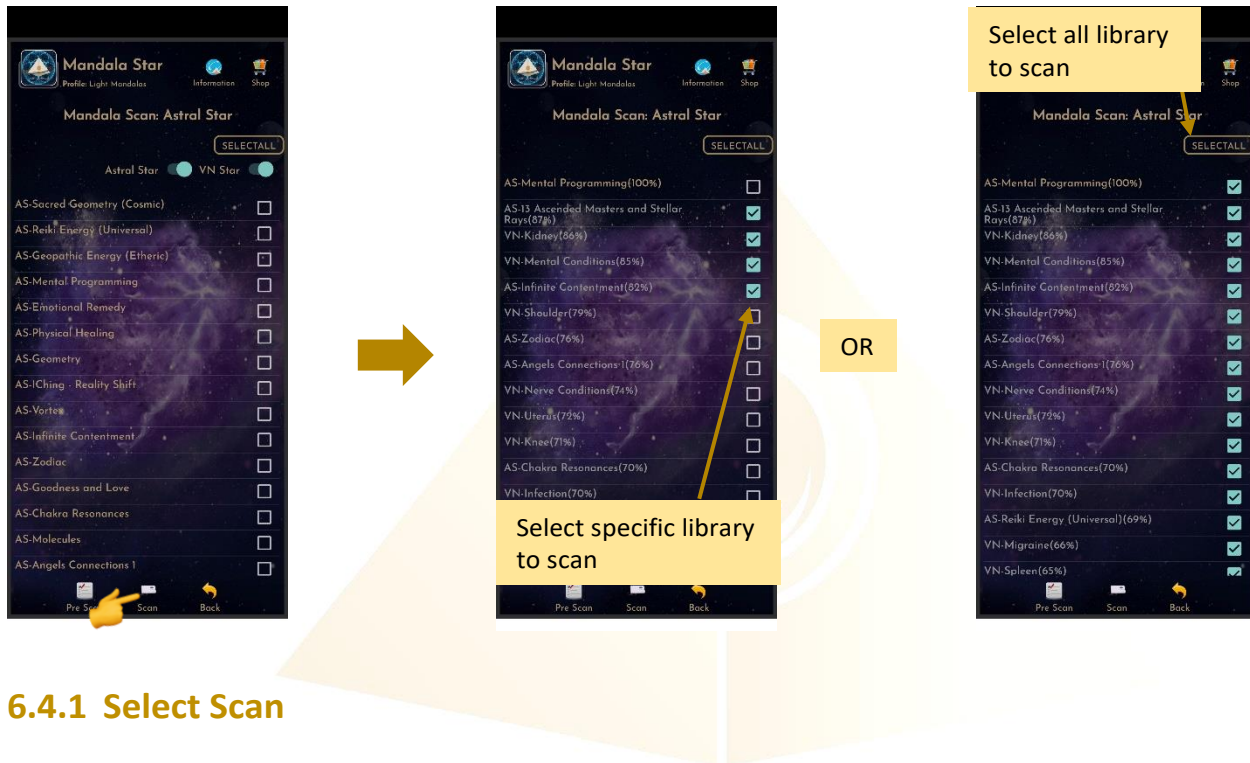 Mandala Star
Profile: Light Mandalas
Information
Shop
Mandala Scan: Astral Star
SELECTALL
Astral Star
VN Star
AS-Sacred Geometry (Cosmic)
AS-Reiki Energy (Universal)
AS-Geopathic Energy (Etheric)
AS-Mental Programming
AS-Emotional Remedy
AS-Physical Healing
AS-Geometry
AS-IChing - Reality Shift
AS-Vortex
AS-Infinite Contentment
AS-Zodiac
AS-Goodness and Love
AS-Chakra Resonances
AS-Molecules
AS-Angels Connections 1
Pre Scan
Scan
Back
Mandala Star
Profile: Light Mandalas
Information
Shop
Mandala Scan: Astral Star
SELECTALL
AS-Mental Programming(100%)
AS-13 Ascended Masters and Stellar
Rays(87%)
VN-Kidney(86%)
VN-Mental Conditions(85%)
AS-Infinite Contentment(82%)
VN-Shoulder(79%)
AS-Zodiac(76%)
AS-Angels Connections 1(76%)
VN-Nerve Conditions(74%)
VN-Uterus(72%)
VN-Knee(71%)
AS-Chakra Resonances(70%)
VN-Infection(70%)
Select specific library
to scan
Pre Scan
Scan
Back
OR
Select all library
to scan
Shop
Mandala Scan: Astral Star
SELECTALL
AS-Mental Programming(100%)
AS-13 Ascended Masters and Stellar
Rays(87%)
VN-Kidney(86%)
VN-Mental Conditions(85%)
AS-Infinite Contentment(82%)
VN-Shoulder(79%)
AS-Zodiac(76%)
AS-Angels Connections 1(76%)
VN-Nerve Conditions(74%)
VN-Uterus(72%)
VN-Knee(71%)
AS-Chakra Resonances(70%)
VN-Infection(70%)
AS-Reiki Energy (Universal)(69%)
VN-Migraine(66%)
VN-Spleen(65%)
Pre Scan
Scan
Back
6.4.1 Select Scan